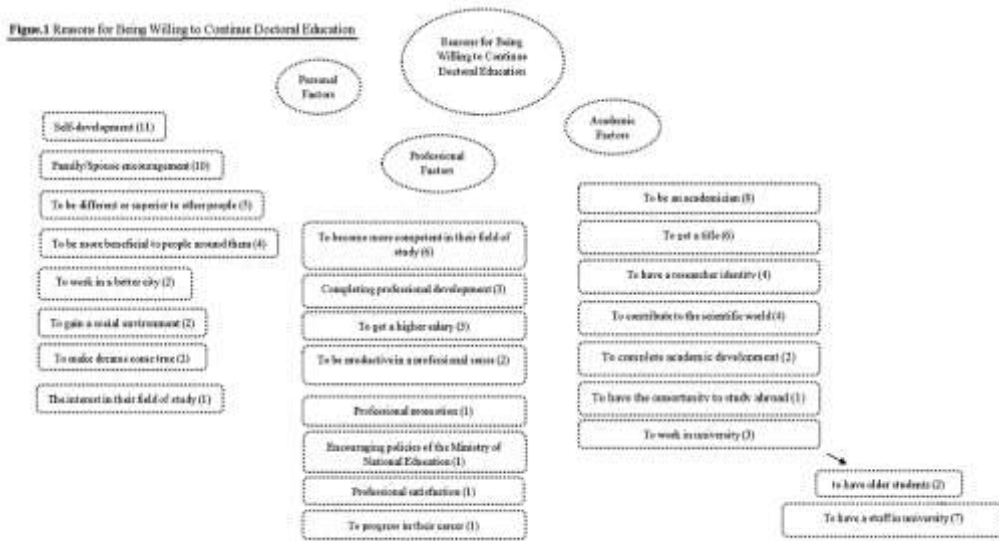 Figue.1 Reasons for Being Willing to Continue Doctoral Education
Reasons for Being
Willing to Continue
Doctoral Education
Personal
Factors
Self-development (11)
Family/Spouse encouragement (10)
To be different or superior to other people (5)
To be more beneficial to people around them (4)
To work in a better city (2)
To gain a social environment (2)
To make dreams come true (2)
The interest in their field of study (1)
Professional
Factors
To become more competent in their field of
study (6)
Completing professional development (3)
To get a higher salary (3)
To be productive in a professional sense (2)
Professional promotion (1)
Encouraging policies of the Ministry of
National Education (1)
Professional satisfaction (1)
To progress in their career (1)
Academic
Factors
To be an academician (8)
To get a title (6)
To have a researcher identity (4)
To contribute to the scientific world (4)
To complete academic development (2)
To have the opportunity to study abroad (1)
To work in university (3)
to have older students (2)
To have a staff in university (7)